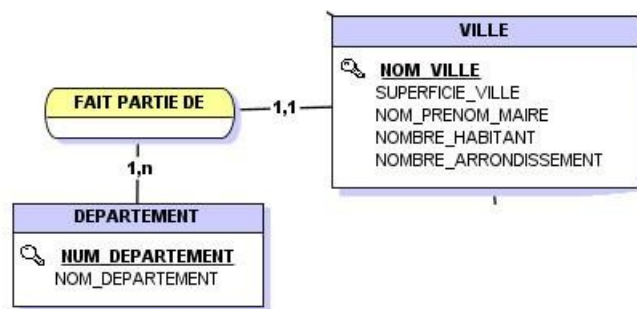 VILLE
NOM_VILLE
SUPERFICIE_VILLE
NOM_PRENOM_MAIRE
NOMBRE_HABITANT
NOMBRE_ARRONDISSEMENT
FAIT PARTIE DE
1,1
1,n
DEPARTEMENT
NUM_DEPARTEMENT
NOM_DEPARTEMENT